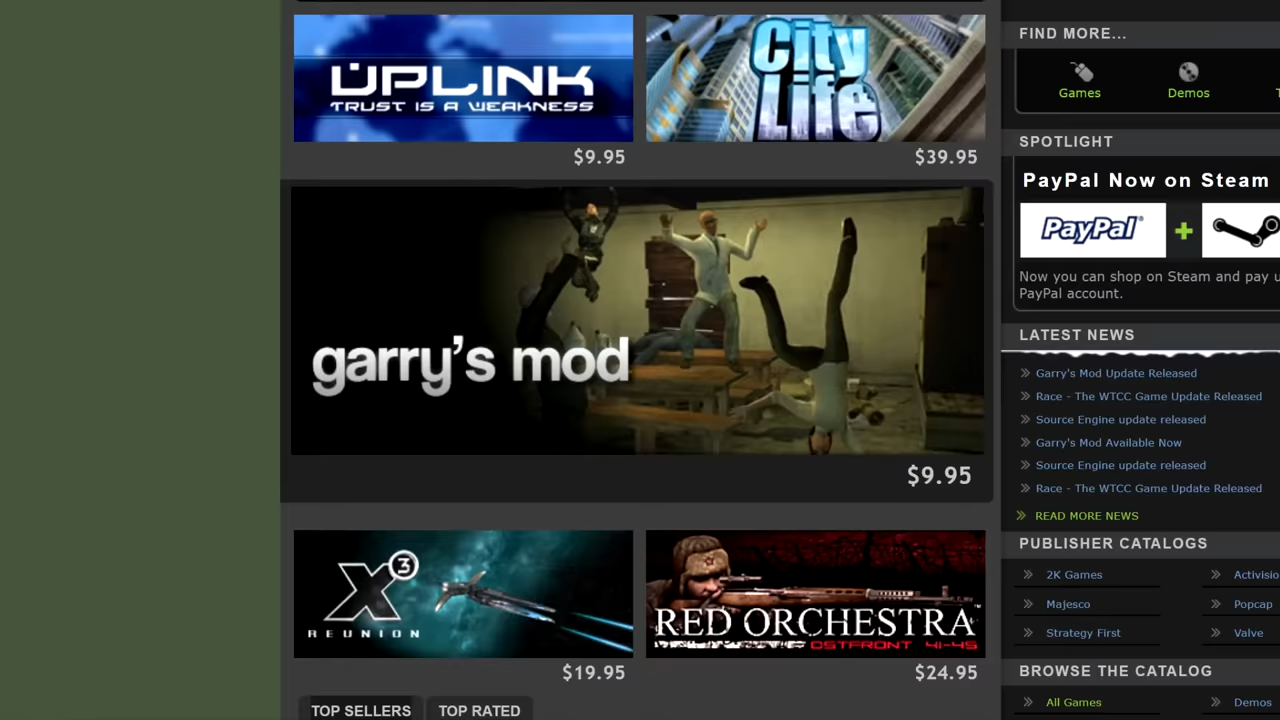 UPLINK
TRUST IS A WEAKNESS
$9.95
City
Life
$39.95
garry's mod
$9.95
X3
REUNION
$19.95
RED ORCHESTRA™
OSTFRONT 41-45
$24.95
TOP SELLERS
TOP RATED
FIND MORE...
Games
Demos
SPOTLIGHT
PayPal Now on Steam
PayPal®
Now you can shop on Steam and pay
PayPal account.
LATEST NEWS
Garry's Mod Update Released
Race - The WTCC Game Update Released
Source Engine update released
Garry's Mod Available Now
Source Engine update released
Race - The WTCC Game Update Released
READ MORE NEWS
PUBLISHER CATALOGS
2K Games
Activisio
Majesco
Popcap
Strategy First
Valve
BROWSE THE CATALOG
All Games
Demos